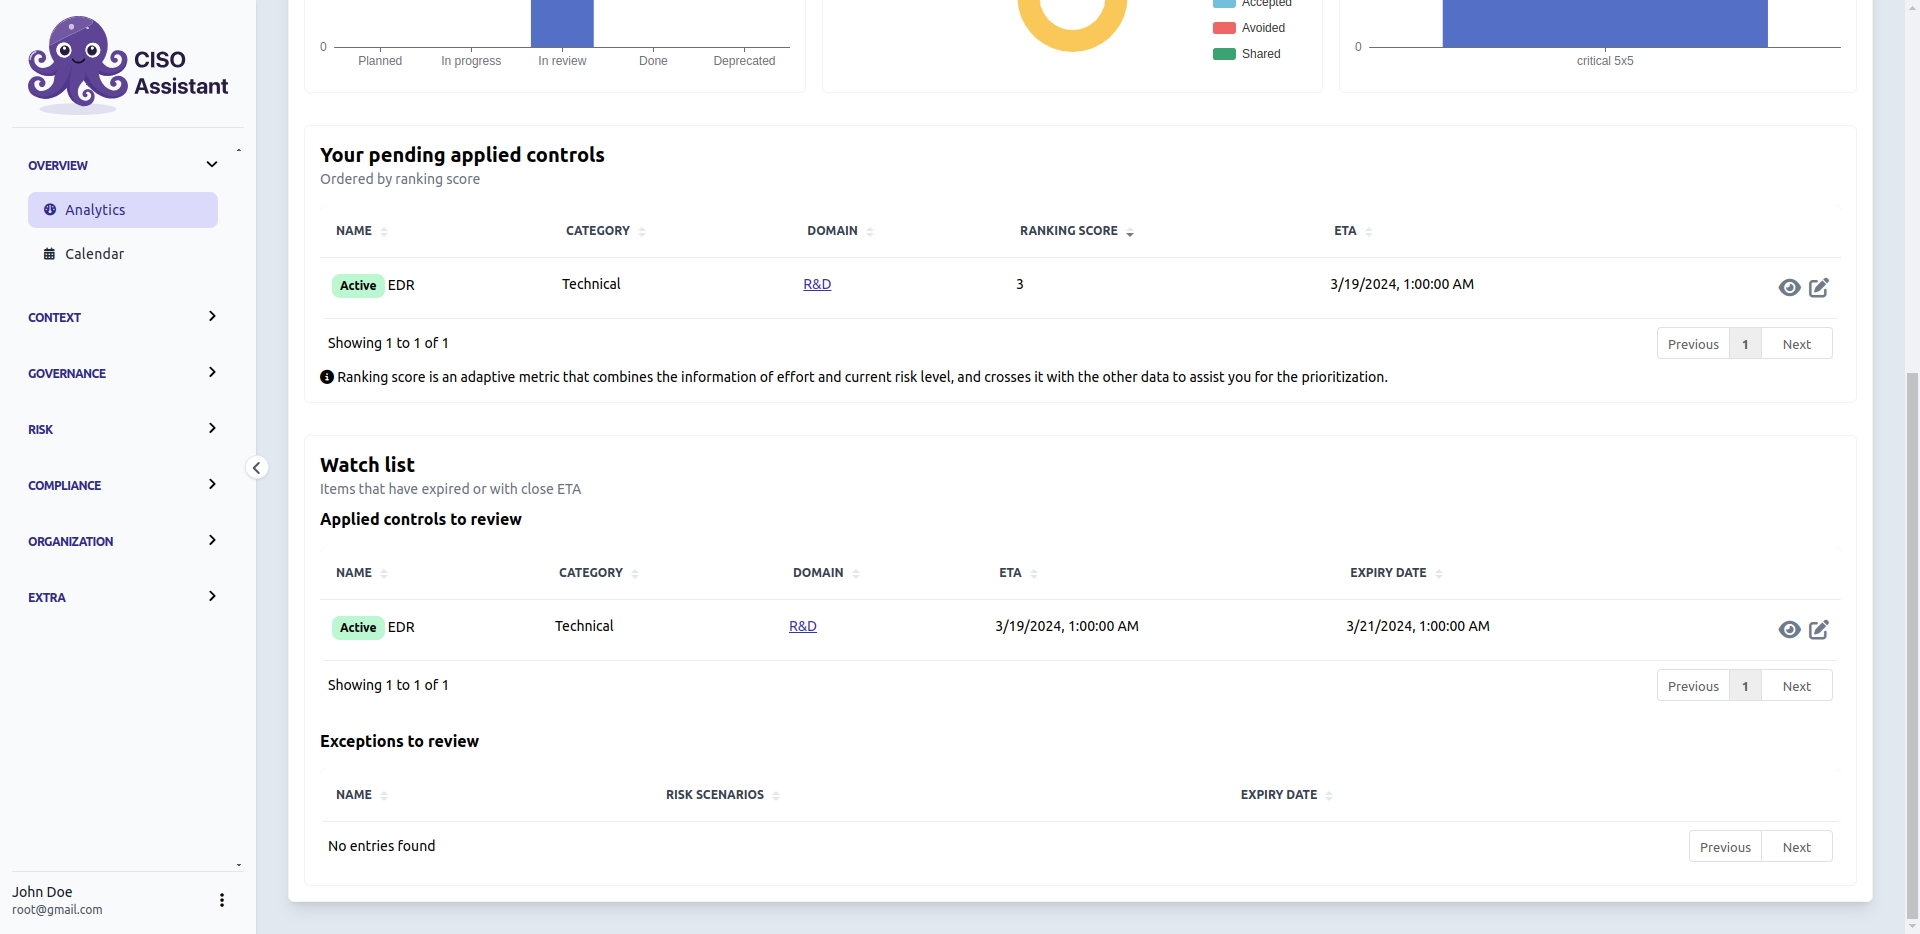 CISO
Assistant
OVERVIEW
Analytics
Calendar
CONTEXT
GOVERNANCE
RISK
COMPLIANCE
ORGANIZATION
EXTRA
John Doe
root@gmail.com
0
Planned In progress In review Done Deprecated
Accepted
Avoided
Shared
0
critical 5x5
Your pending applied controls
Ordered by ranking score
NAME CATEGORY DOMAIN RANKING SCORE ETA
Active EDR Technical R&D 3 3/19/2024, 1:00:00 AM
Showing 1 to 1 of 1 Previous 1 Next
Ranking score is an adaptive metric that combines the information of effort and current risk level, and crosses it with the other data to assist you for the prioritization.
Watch list
Items that have expired or with close ETA
Applied controls to review
NAME CATEGORY DOMAIN ETA EXPIRY DATE
Active EDR Technical R&D 3/19/2024, 1:00:00 AM 3/21/2024, 1:00:00 AM
Showing 1 to 1 of 1 Previous 1 Next
Exceptions to review
NAME RISK SCENARIOS EXPIRY DATE
No entries found Previous Next